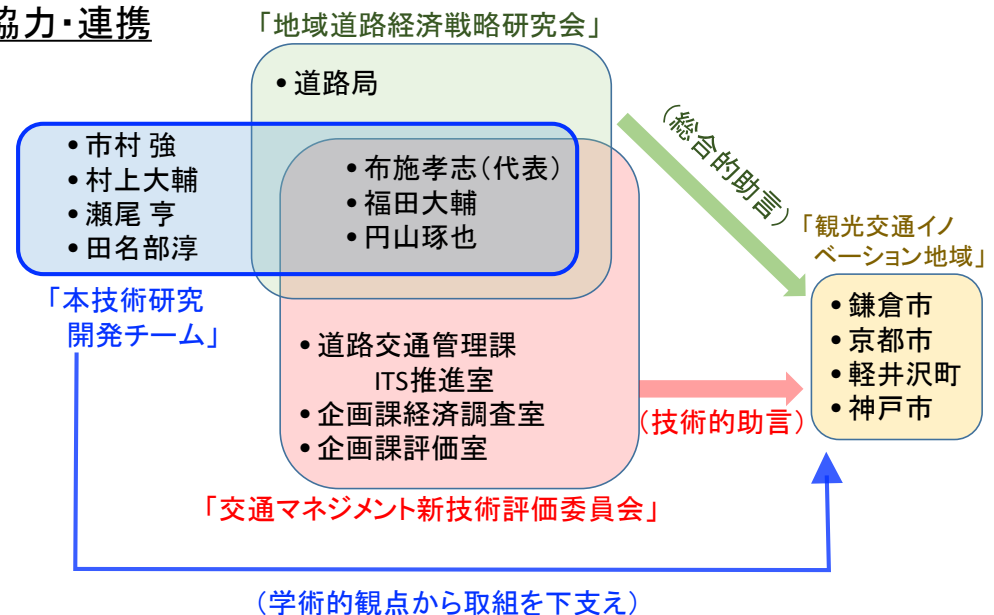 協力・連携
「地域道路経済戦略研究会」
• 道路局
• 市村 強
• 村上大輔
• 瀬尾 亨
• 田名部淳
• 布施孝志（代表）
• 福田大輔
• 円山琢也
（総合的助言）
「観光交通イノ
ベーション地域」
• 鎌倉市
• 京都市
• 軽井沢町
• 神戸市
「本技術研究
開発チーム」
• 道路交通管理課
ITS推進室
• 企画課経済調査室
• 企画課評価室
（技術的助言）
「交通マネジメント新技術評価委員会」
（学術的観点から取組を下支え）